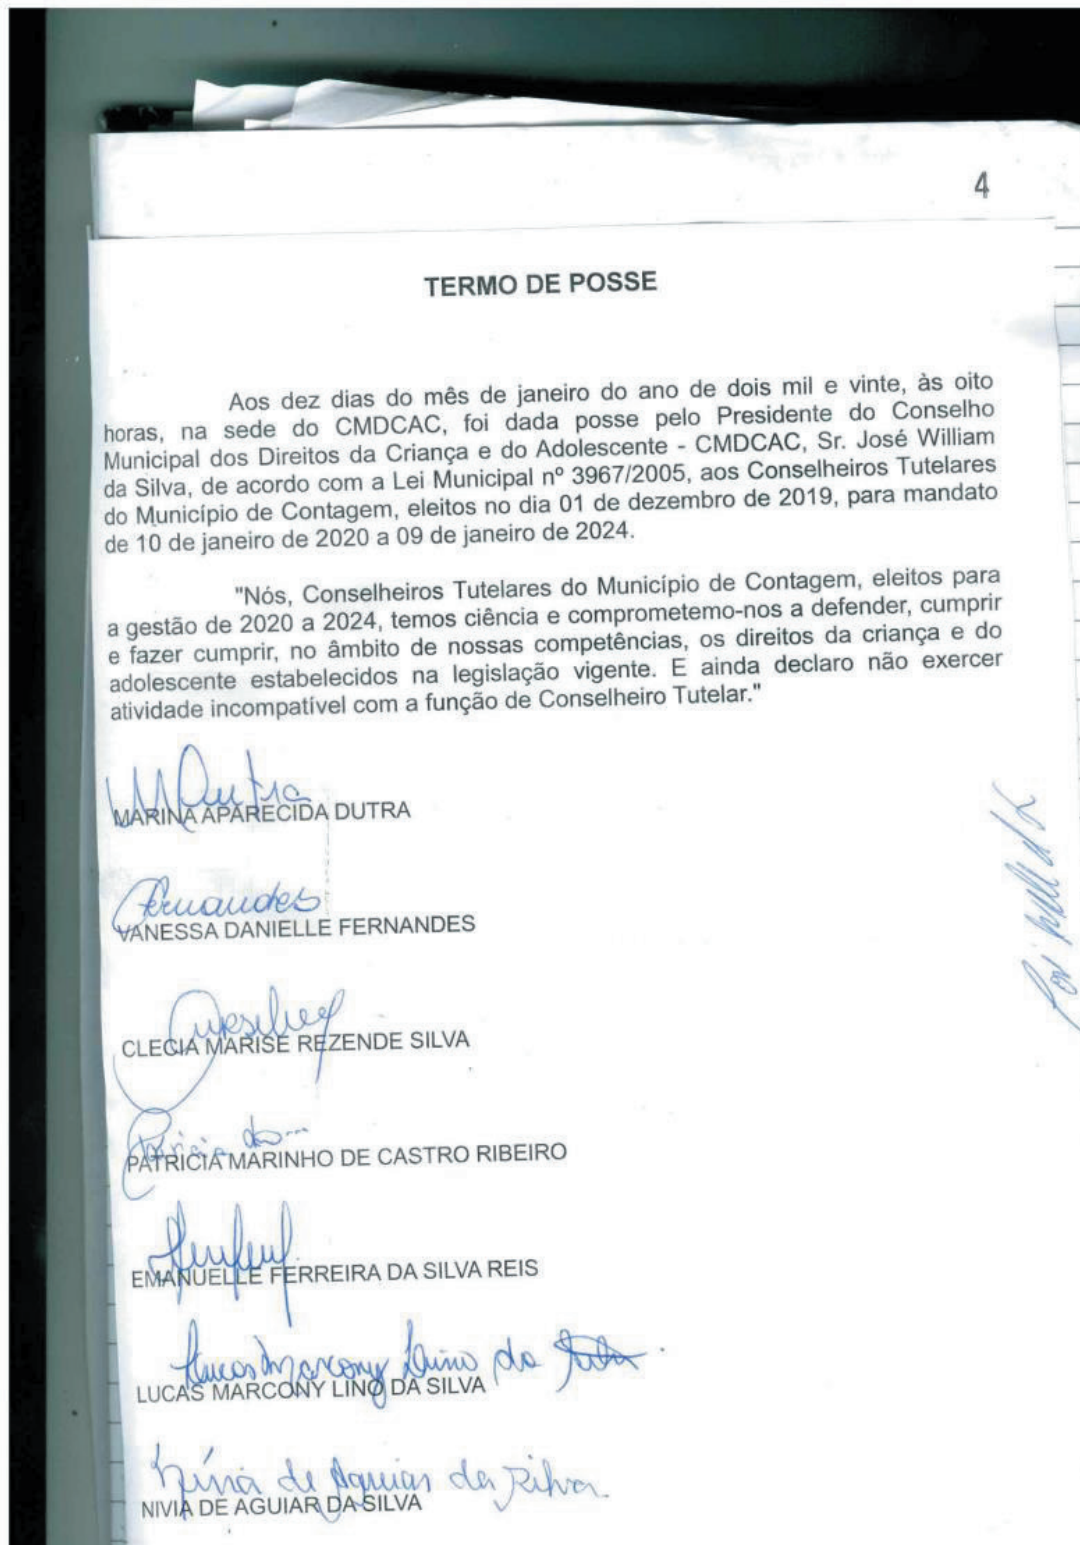 4
TERMO DE POSSE
Aos dez dias do mês de janeiro do ano de dois mil e vinte, às oito
horas, na sede do CMDCAC, foi dada posse pelo Presidente do Conselho
Municipal dos Direitos da Criança e do Adolescente - CMDCAC, Sr. José William
da Silva, de acordo com a Lei Municipal nº 3967/2005, aos Conselheiros Tutelares
do Município de Contagem, eleitos no dia 01 de dezembro de 2019, para mandato
de 10 de janeiro de 2020 a 09 de janeiro de 2024.
"Nós, Conselheiros Tutelares do Município de Contagem, eleitos para
a gestão de 2020 a 2024, temos ciência e comprometemo-nos a defender, cumprir
e fazer cumprir, no âmbito de nossas competências, os direitos da criança e do
adolescente estabelecidos na legislação vigente. E ainda declaro não exercer
atividade incompatível com a função de Conselheiro Tutelar."
MDutra
MARINA APARECIDA DUTRA
Fernandes
VANESSA DANIELLE FERNANDES
CLECIA MARISE REZENDE SILVA
Patricia
PATRICIA MARINHO DE CASTRO RIBEIRO
EMANUELLE FERREIRA DA SILVA REIS
Lucas Marcony Lino da Silva
LUCAS MARCONY LINO DA SILVA
Nívia de Aguiar da Silva
NIVIA DE AGUIAR DA SILVA